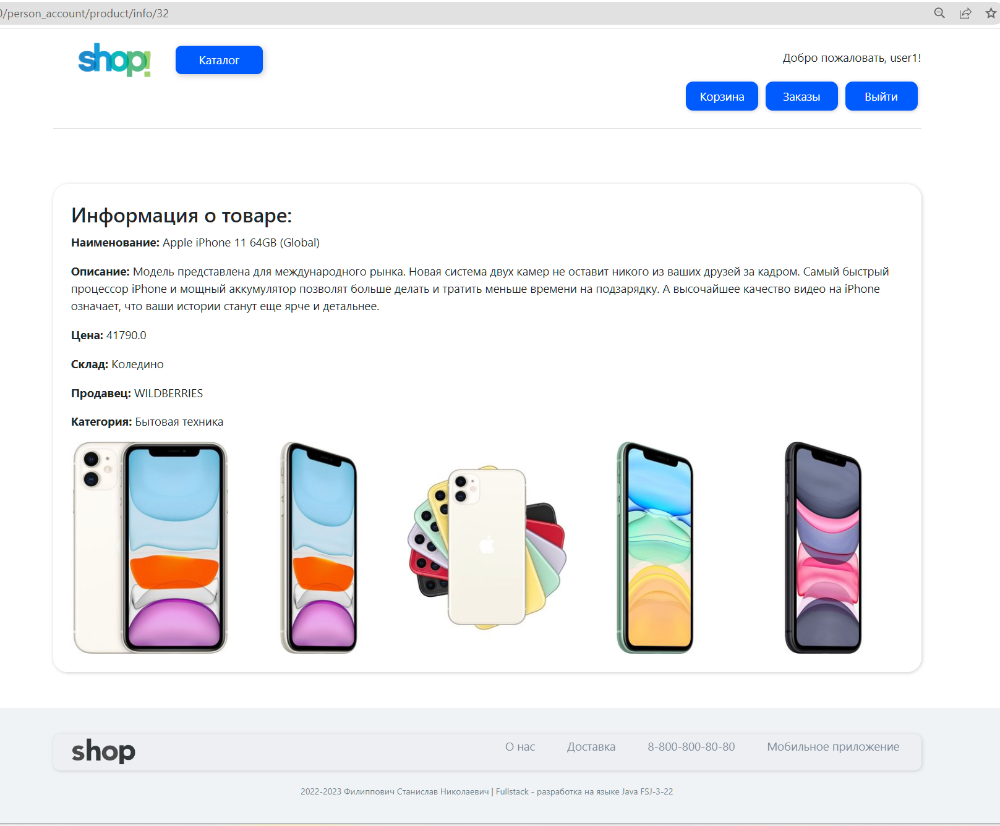 /person_account/product/info/32
shop!
Каталог
Добро пожаловать, user1!
Корзина
Заказы
Выйти
Информация о товаре:
Наименование: Apple iPhone 11 64GB (Global)
Описание: Модель представлена для международного рынка. Новая система двух камер не оставит никого из ваших друзей за кадром. Самый быстрый
процессор iPhone и мощный аккумулятор позволят больше делать и тратить меньше времени на подзарядку. А высочайшее качество видео на iPhone
означает, что ваши истории станут еще ярче и детальнее.
Цена: 41790.0
Склад: Коледино
Продавец: WILDBERRIES
Категория: Бытовая техника
shop
О нас
Доставка
8-800-800-80-80
Мобильное приложение
2022-2023 Филиппович Станислав Николаевич | Fullstack - разработка на языке Java FSJ-3-22